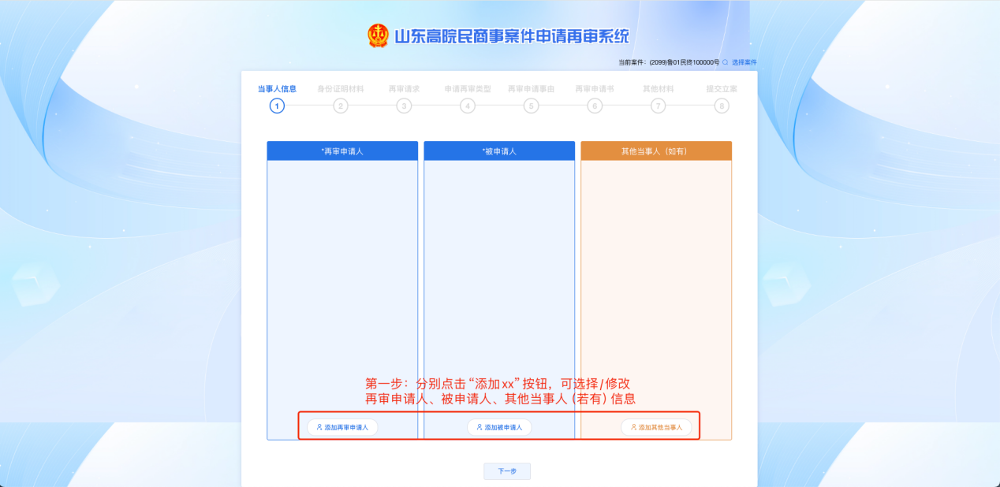 山东高院民商事案件申请再审系统
当前案件：(2099)鲁01民终100000号 选择案件
当事人信息 身份证明材料 再审请求 申请再审类型 再审申请事由 再审申请书 其他材料 提交立案
1 2 3 4 5 6 7 8
*再审申请人 *被申请人 其他当事人（如有）
第一步：分别点击“添加xx”按钮，可选择/修改
再审申请人、被申请人、其他当事人（若有）信息
添加再审申请人 添加被申请人 添加其他当事人
下一步